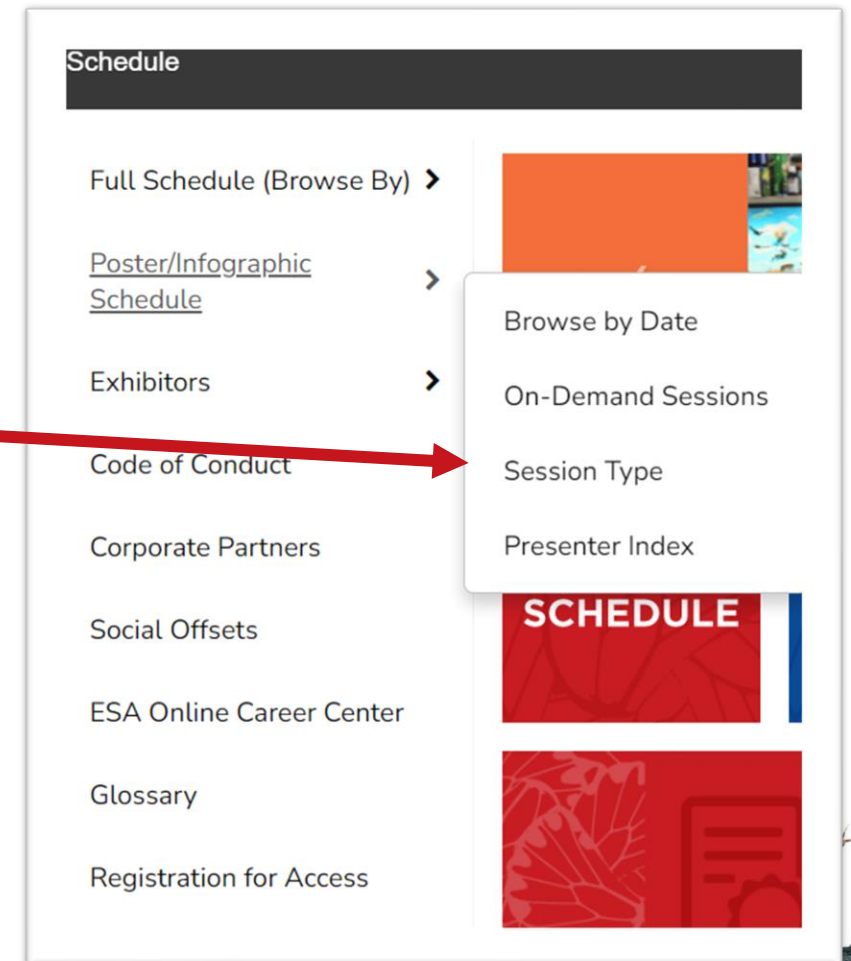 Schedule
Full Schedule (Browse By)
Poster/Infographic
Schedule
Exhibitors
Code of Conduct
Corporate Partners
Social Offsets
ESA Online Career Center
Glossary
Registration for Access
Browse by Date
On-Demand Sessions
Session Type
Presenter Index
SCHEDULE